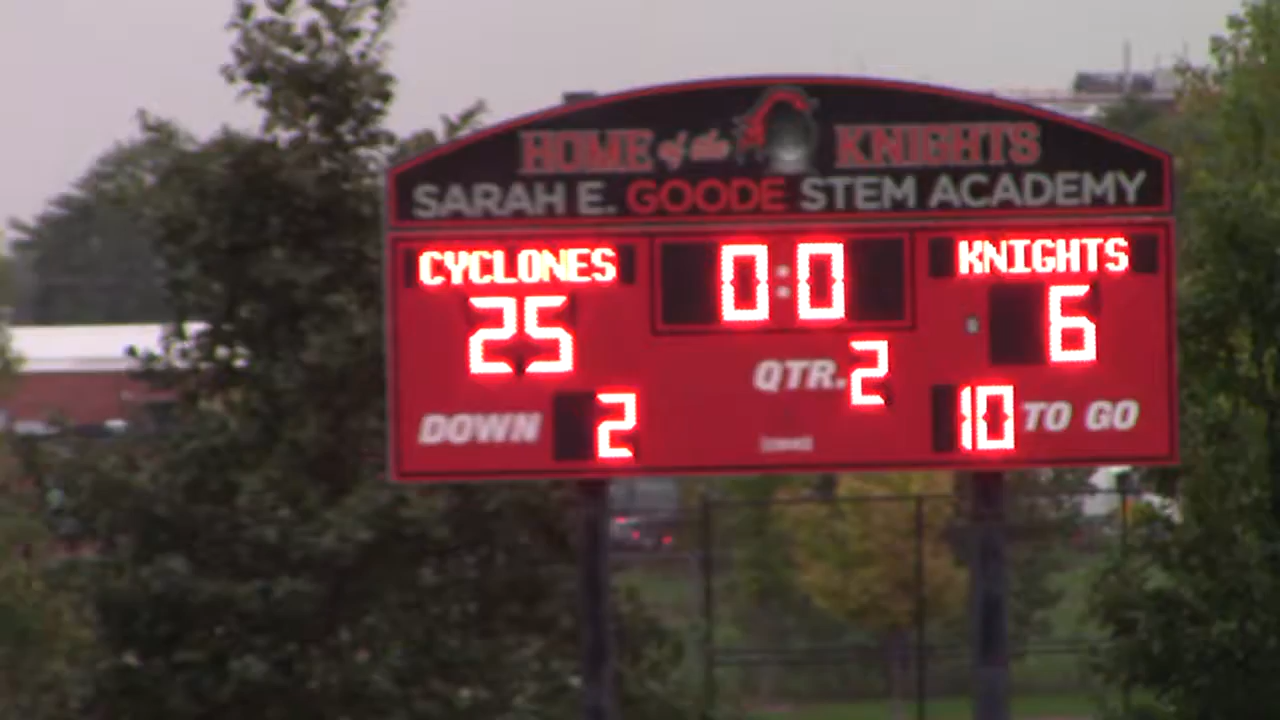 HOME of the KNIGHTS
SARAH E. GOODE STEM ACADEMY
CYCLONES 0:0 KNIGHTS
25 6
QTR. 2
DOWN 2 10 TO GO